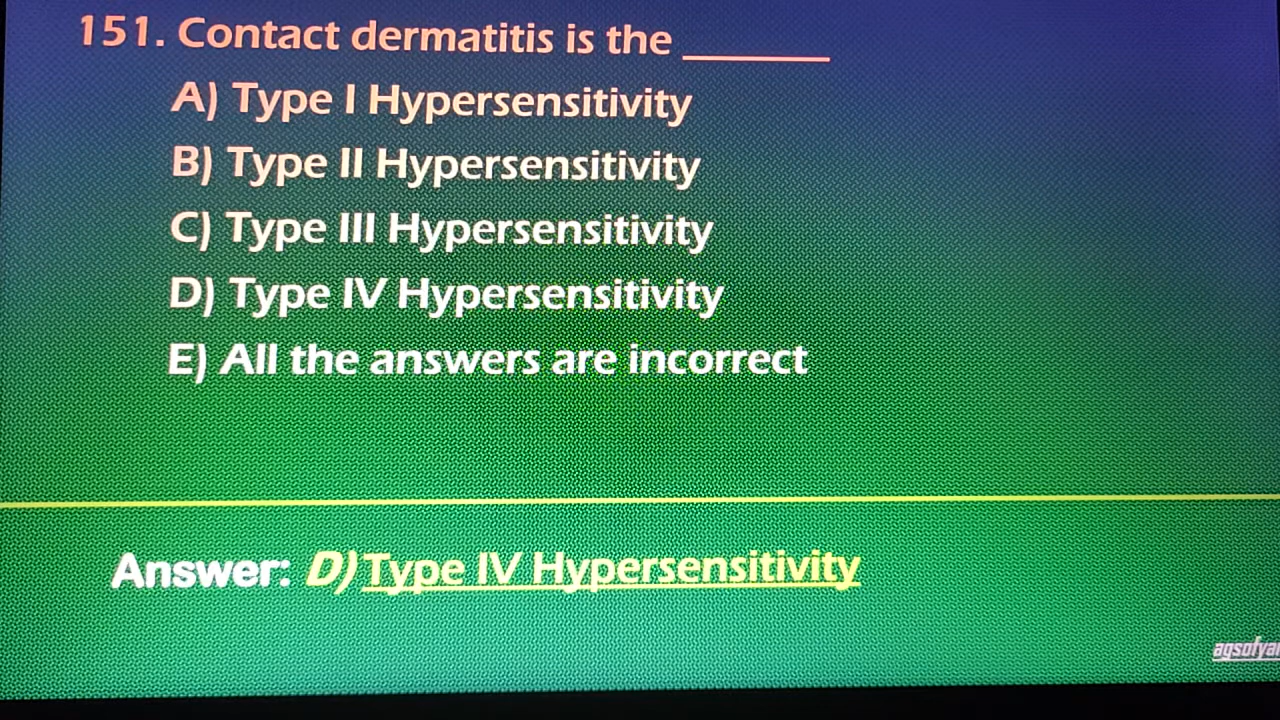 151. Contact dermatitis is the ______
A) Type I Hypersensitivity
B) Type II Hypersensitivity
C) Type III Hypersensitivity
D) Type IV Hypersensitivity
E) All the answers are incorrect
Answer: D) Type IV Hypersensitivity